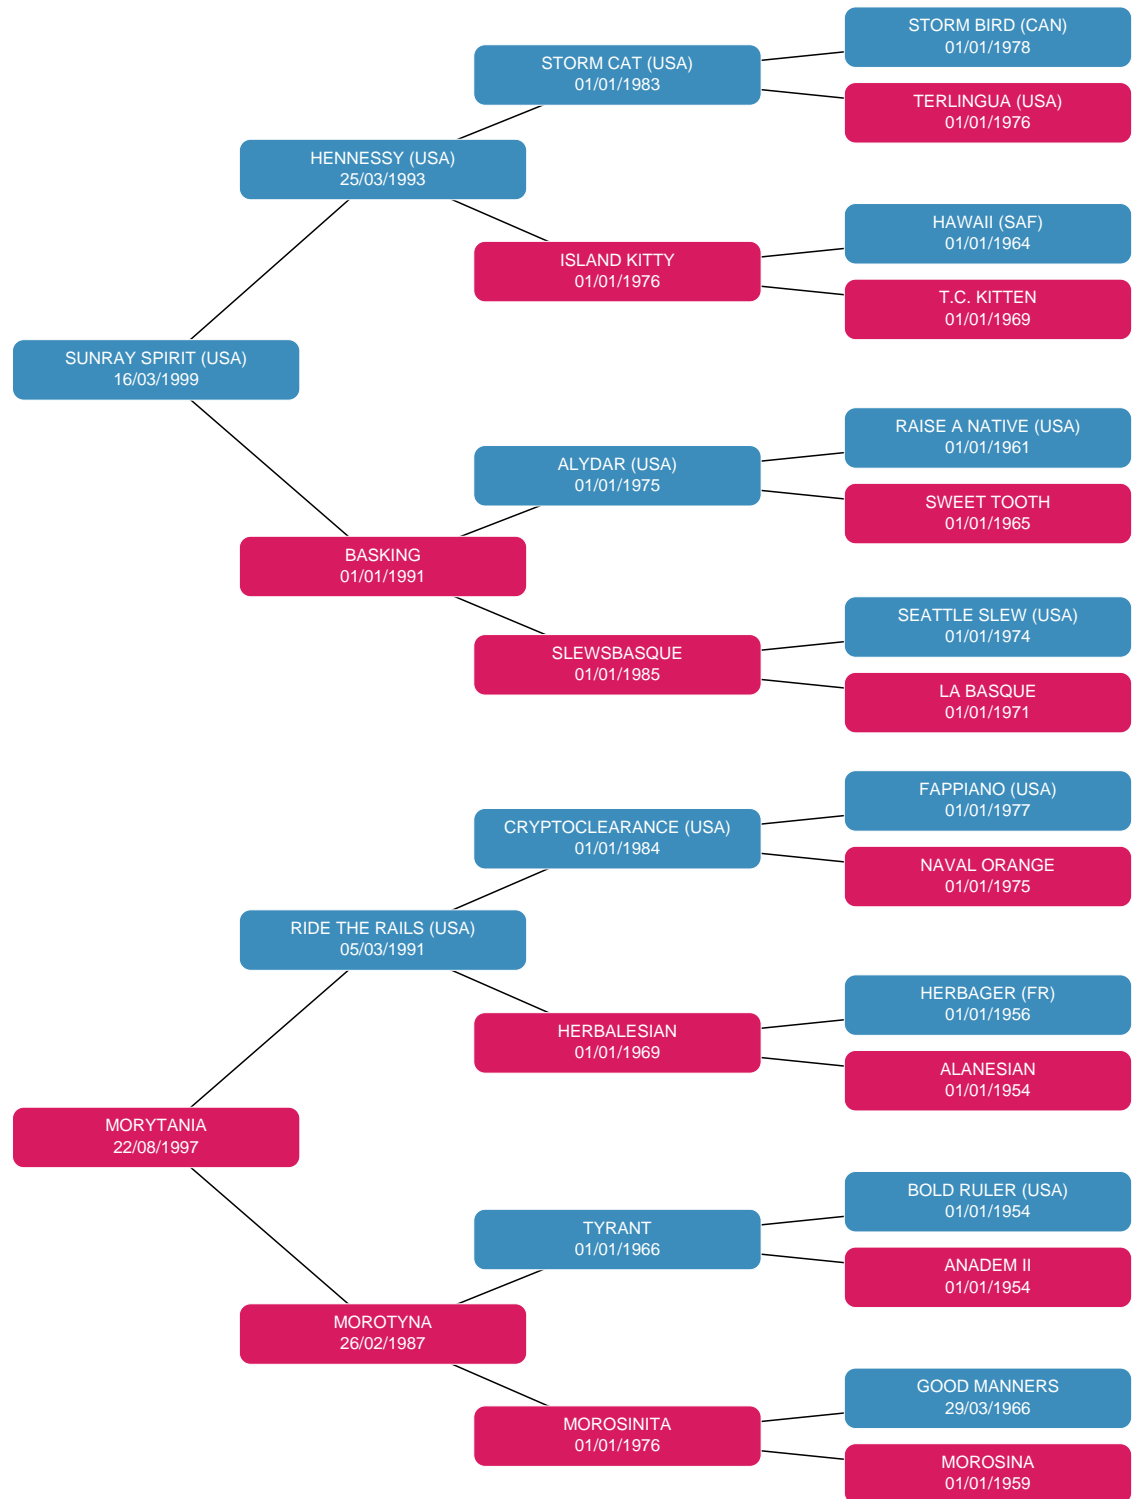 STORM BIRD (CAN)
01/01/1978
STORM CAT (USA)
01/01/1983
TERLINGUA (USA)
01/01/1976
HENNESSY (USA)
25/03/1993
HAWAII (SAF)
01/01/1964
ISLAND KITTY
01/01/1976
T.C. KITTEN
01/01/1969
SUNRAY SPIRIT (USA)
16/03/1999
RAISE A NATIVE (USA)
01/01/1961
ALYDAR (USA)
01/01/1975
SWEET TOOTH
01/01/1965
BASKING
01/01/1991
SEATTLE SLEW (USA)
01/01/1974
SLEWSBASQUE
01/01/1985
LA BASQUE
01/01/1971
FAPPIANO (USA)
01/01/1977
CRYPTOCLEARANCE (USA)
01/01/1984
NAVAL ORANGE
01/01/1975
RIDE THE RAILS (USA)
05/03/1991
HERBAGER (FR)
01/01/1956
HERBALESIAN
01/01/1969
ALANESIAN
01/01/1954
MORYTANIA
22/08/1997
BOLD RULER (USA)
01/01/1954
TYRANT
01/01/1966
ANADEM II
01/01/1954
MOROTYNA
26/02/1987
GOOD MANNERS
29/03/1966
MOROSINITA
01/01/1976
MOROSINA
01/01/1959